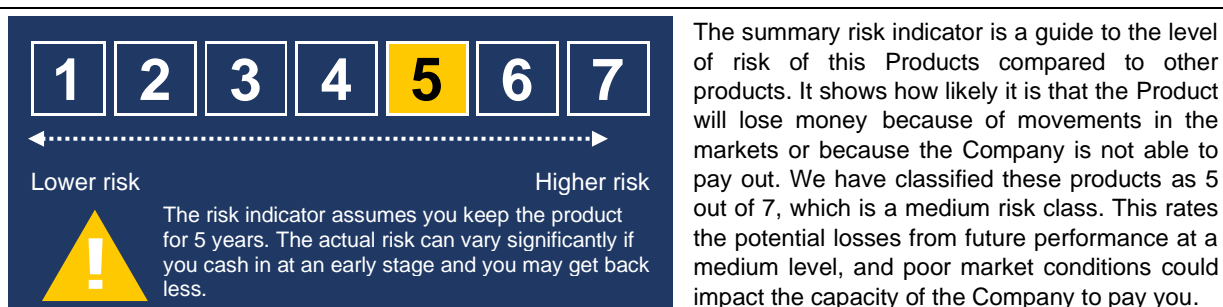 1 2 3 4 5 6 7
Lower risk Higher risk
!
The risk indicator assumes you keep the product
for 5 years. The actual risk can vary significantly if
you cash in at an early stage and you may get back
less.
The summary risk indicator is a guide to the level
of risk of this Products compared to other
products. It shows how likely it is that the Product
will lose money because of movements in the
markets or because the Company is not able to
pay out. We have classified these products as 5
out of 7, which is a medium risk class. This rates
the potential losses from future performance at a
medium level, and poor market conditions could
impact the capacity of the Company to pay you.